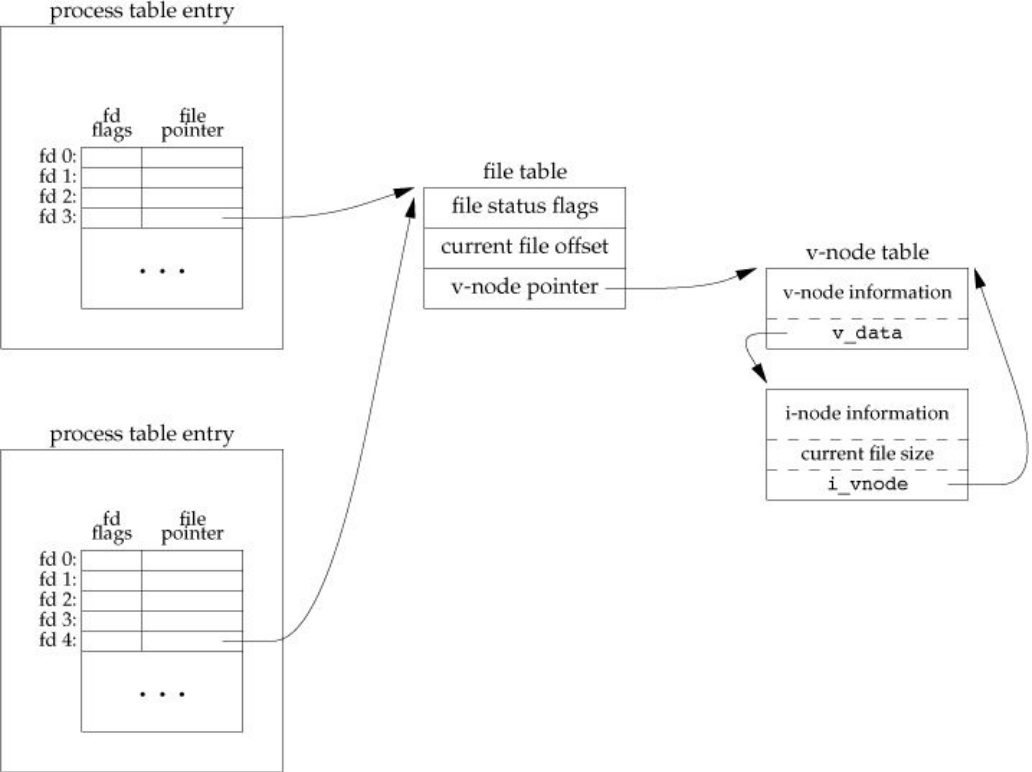 process table entry
fd
flags
file
pointer
fd 0:
fd 1:
fd 2:
fd 3:
. . .
file table
file status flags
current file offset
v-node pointer
v-node table
v-node information
v_data
i-node information
current file size
i_vnode
process table entry
fd
flags
file
pointer
fd 0:
fd 1:
fd 2:
fd 3:
fd 4:
. . .